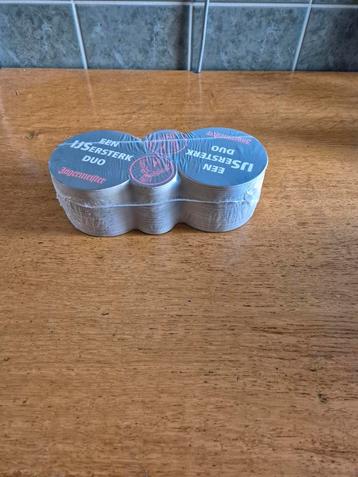 EEN
IJSERSTERK
DUO
Jägermeister
Jägermeister
EEN
IJSERSTERK
DUO